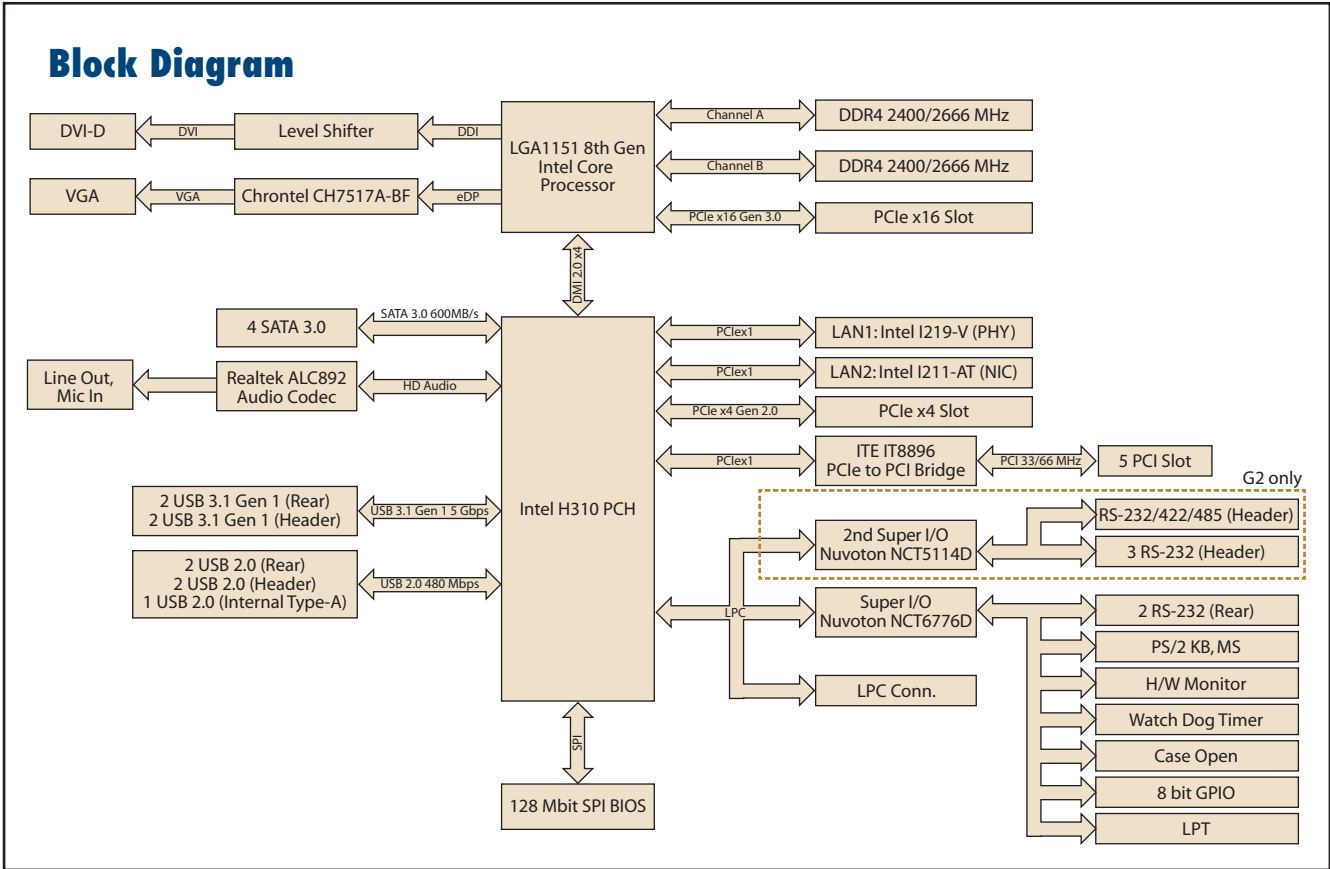 Block Diagram
DVI-D
DVI
Level Shifter
DDI
LGA1151 8th Gen
Intel Core
Processor
Channel A
DDR4 2400/2666 MHz
Channel B
DDR4 2400/2666 MHz
VGA
VGA
Chrontel CH7517A-BF
eDP
PCIe x16 Gen 3.0
PCIe x16 Slot
DMI 2.0 x4
4 SATA 3.0
SATA 3.0 600MB/s
Intel H310 PCH
PCIex1
LAN1: Intel I219-V (PHY)
Line Out,
Mic In
Realtek ALC892
Audio Codec
HD Audio
PCIex1
LAN2: Intel I211-AT (NIC)
PCIe x4 Gen 2.0
PCIe x4 Slot
PCIex1
ITE IT8896
PCIe to PCI Bridge
PCI 33/66 MHz
5 PCI Slot
G2 only
2 USB 3.1 Gen 1 (Rear)
2 USB 3.1 Gen 1 (Header)
USB 3.1 Gen 1 5 Gbps
2nd Super I/O
Nuvoton NCT5114D
RS-232/422/485 (Header)
3 RS-232 (Header)
2 USB 2.0 (Rear)
2 USB 2.0 (Header)
1 USB 2.0 (Internal Type-A)
USB 2.0 480 Mbps
LPC
Super I/O
Nuvoton NCT6776D
2 RS-232 (Rear)
PS/2 KB, MS
H/W Monitor
LPC Conn.
Watch Dog Timer
Case Open
8 bit GPIO
LPT
SPI
128 Mbit SPI BIOS